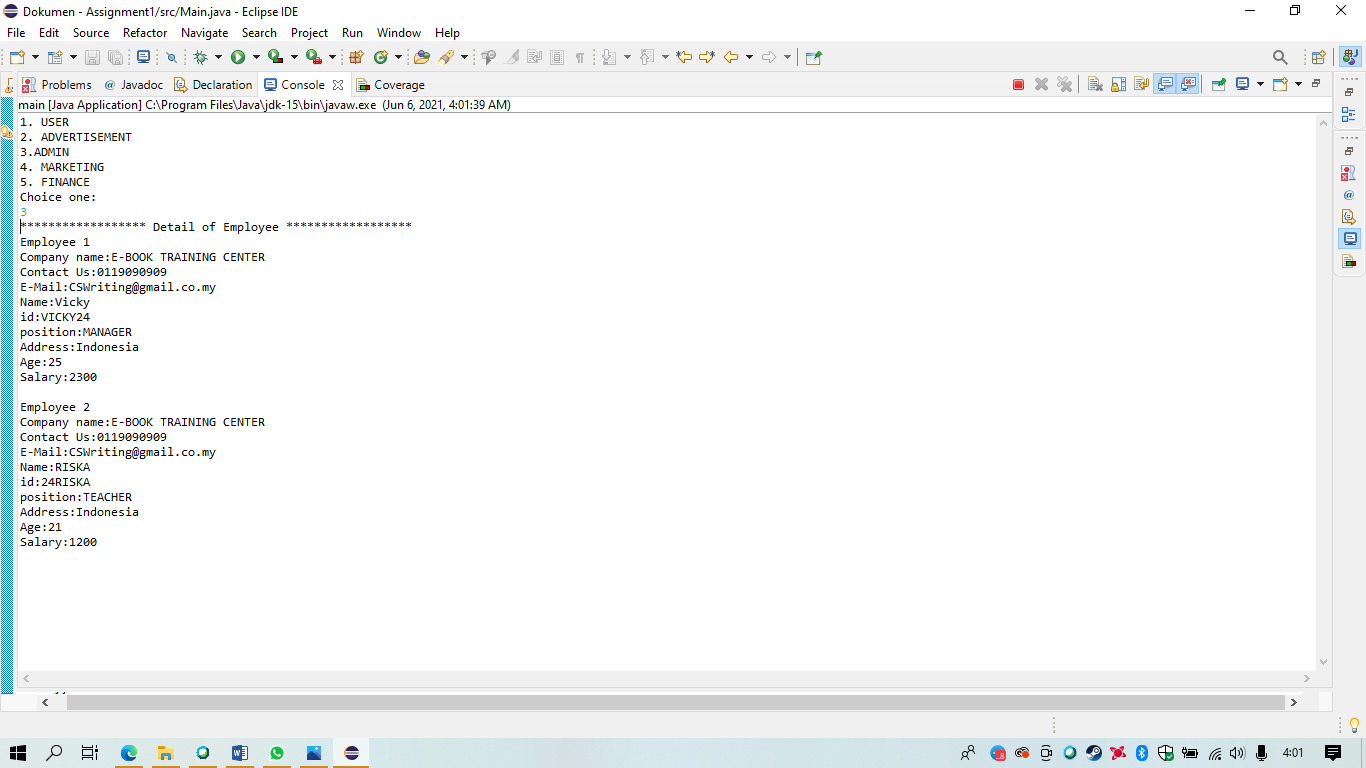 Dokumen - Assignment1/src/Main.java - Eclipse IDE
File Edit Source Refactor Navigate Search Project Run Window Help
Problems @ Javadoc Declaration Console Coverage
main [Java Application] C:\Program Files\Java\jdk-15\bin\javaw.exe (Jun 6, 2021, 4:01:39 AM)
1. USER
2. ADVERTISEMENT
3.ADMIN
4. MARKETING
5. FINANCE
Choice one:
3
****************** Detail of Employee ******************
Employee 1
Company name:E-BOOK TRAINING CENTER
Contact Us:0119090909
E-Mail:CSWriting@gmail.co.my
Name:Vicky
id:VICKY24
position:MANAGER
Address:Indonesia
Age:25
Salary:2300
Employee 2
Company name:E-BOOK TRAINING CENTER
Contact Us:0119090909
E-Mail:CSWriting@gmail.co.my
Name:RISKA
id:24RISKA
position:TEACHER
Address:Indonesia
Age:21
Salary:1200
4:01